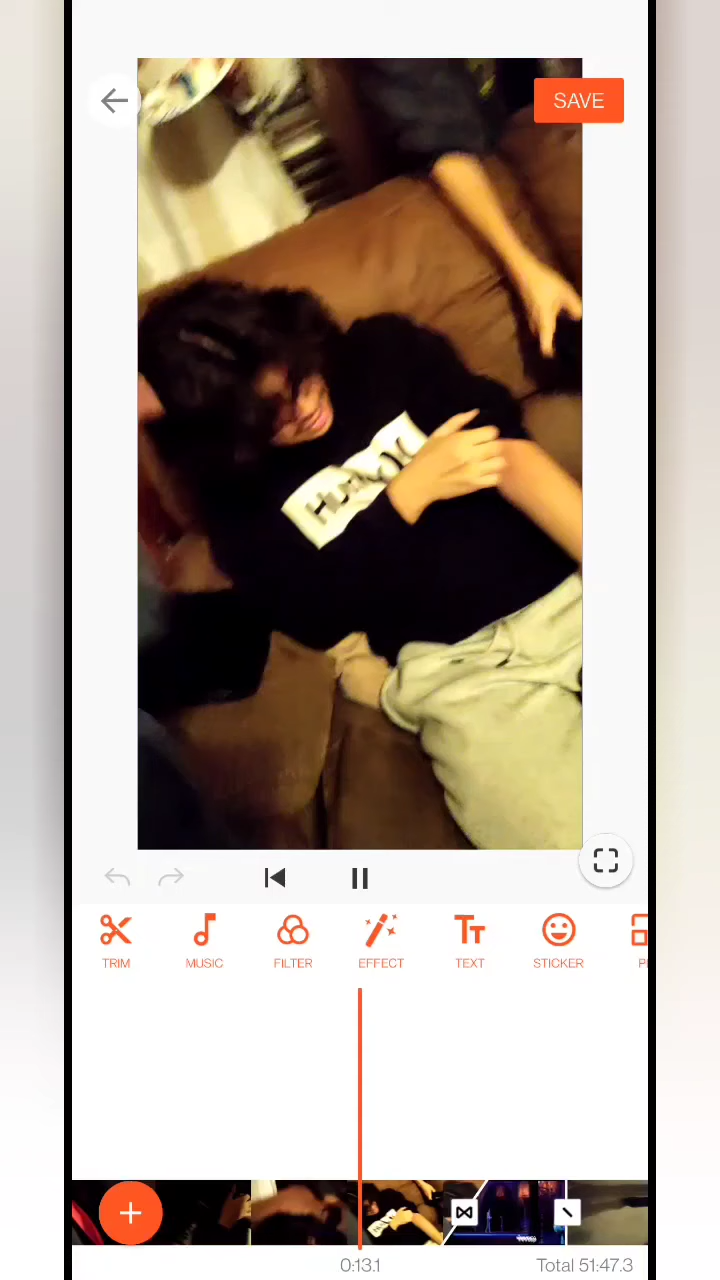 SAVE
TRIM
MUSIC
FILTER
EFFECT
TEXT
STICKER
0:13.1
Total 51:47.3